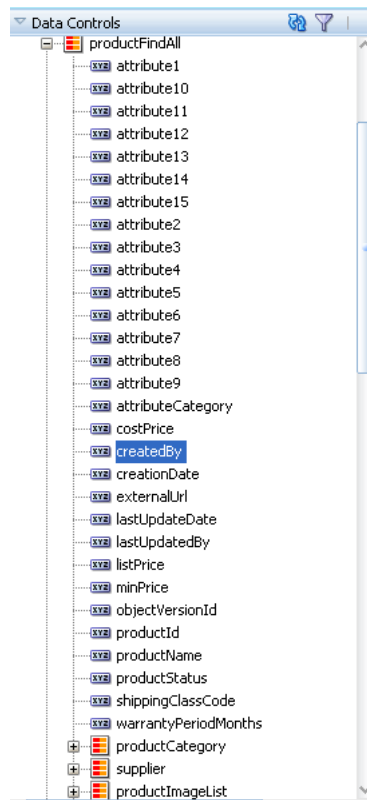 Data Controls
productFindAll
attribute1
attribute10
attribute11
attribute12
attribute13
attribute14
attribute15
attribute2
attribute3
attribute4
attribute5
attribute6
attribute7
attribute8
attribute9
attributeCategory
costPrice
createdBy
creationDate
externalUrl
lastUpdateDate
lastUpdatedBy
listPrice
minPrice
objectVersionId
productId
productName
productStatus
shippingClassCode
warrantyPeriodMonths
productCategory
supplier
productImageList